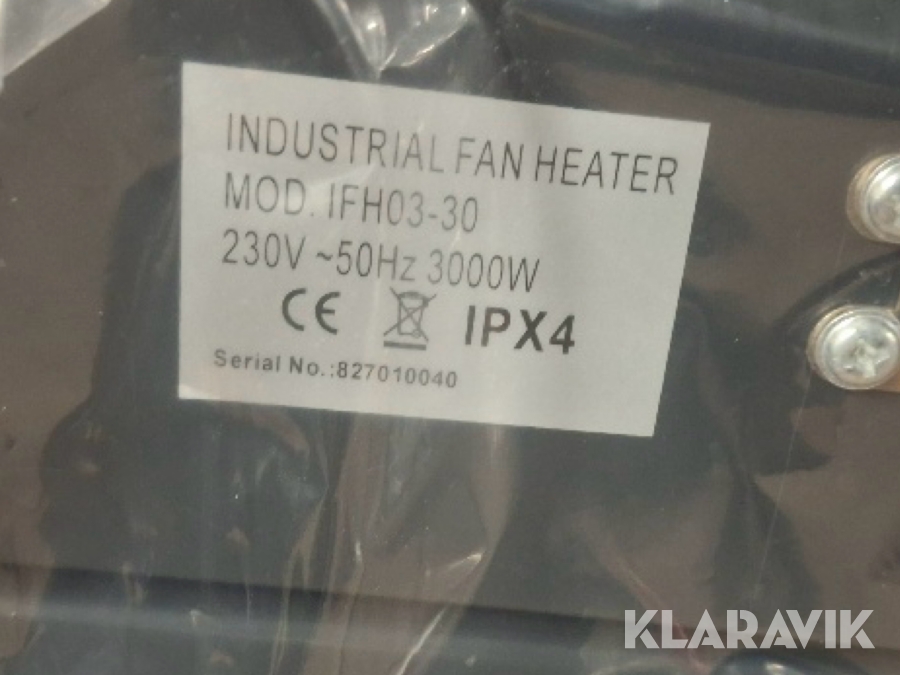 INDUSTRIAL FAN HEATER
MOD. IFH03-30
230V ~50Hz 3000W
CE IPX4
Serial No.:827010040
KLARAVIK